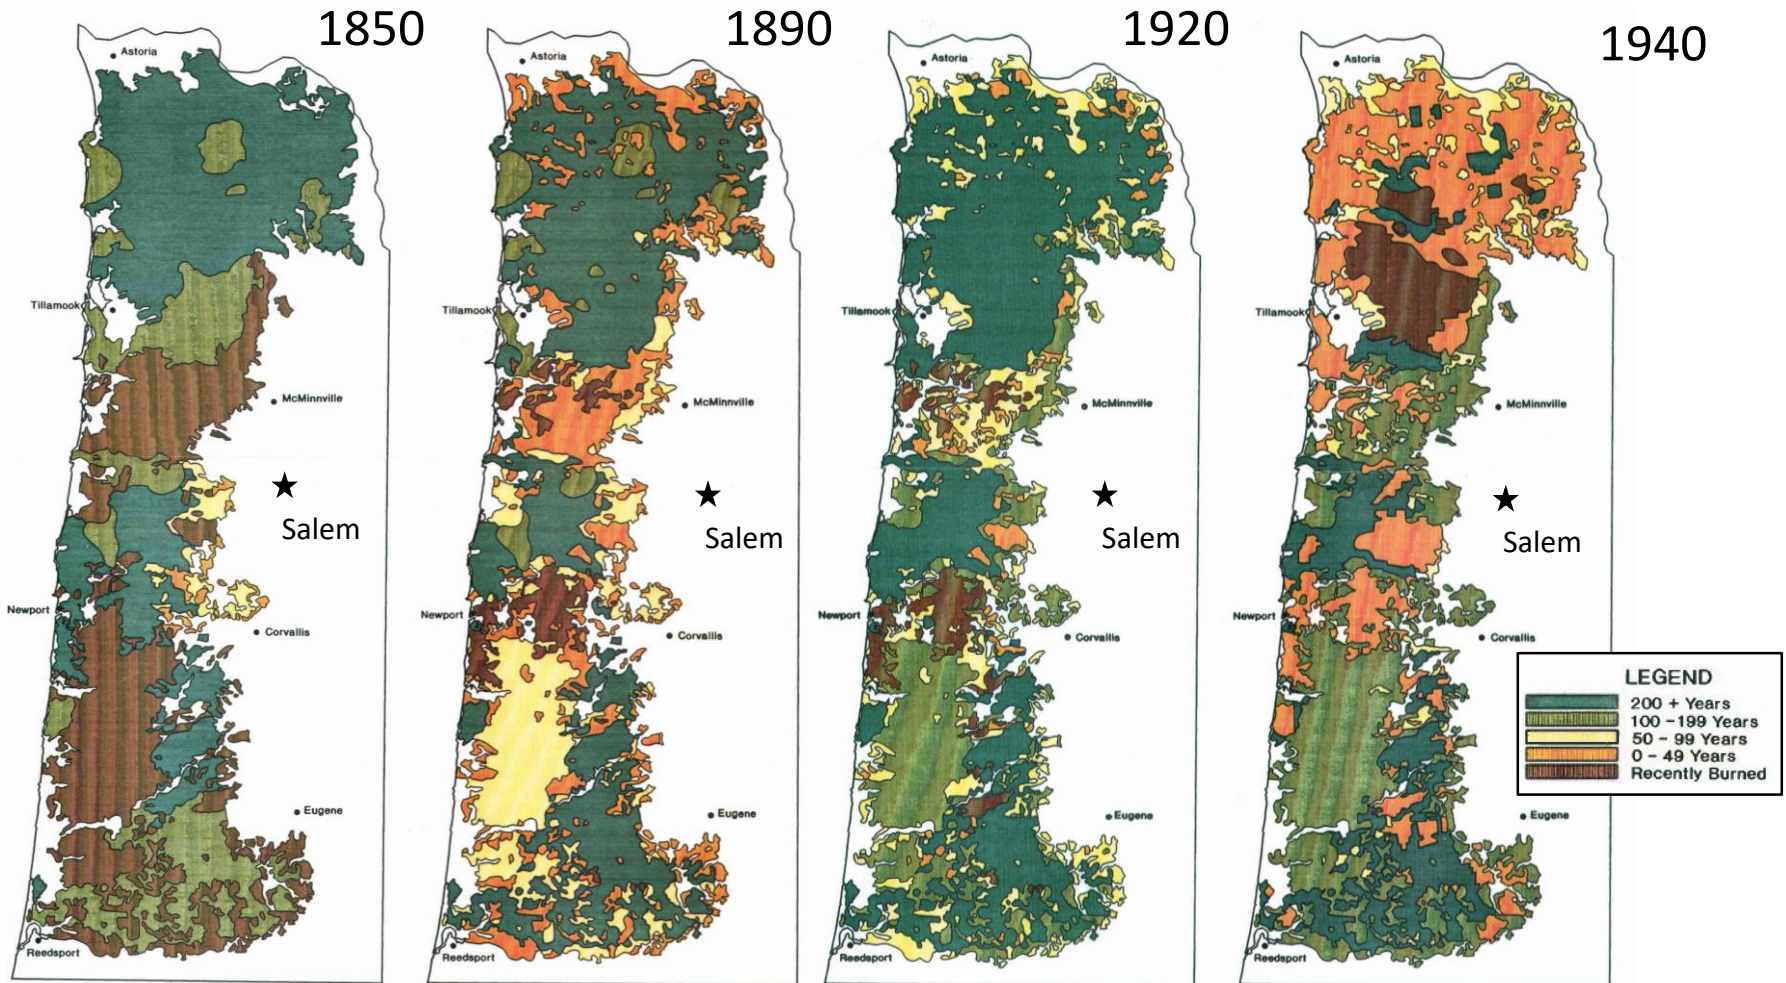 1850
Astoria
Tillamook
McMinnville
Salem
Newport
Corvallis
Eugene
Reedsport
1890
Astoria
Tillamook
McMinnville
Salem
Newport
Corvallis
Eugene
Reedsport
1920
Astoria
Tillamook
McMinnville
Salem
Newport
Corvallis
Eugene
Reedsport
1940
Astoria
Tillamook
McMinnville
Salem
Newport
Corvallis
Eugene
Reedsport
LEGEND
200 + Years
100 - 199 Years
50 - 99 Years
0 - 49 Years
Recently Burned